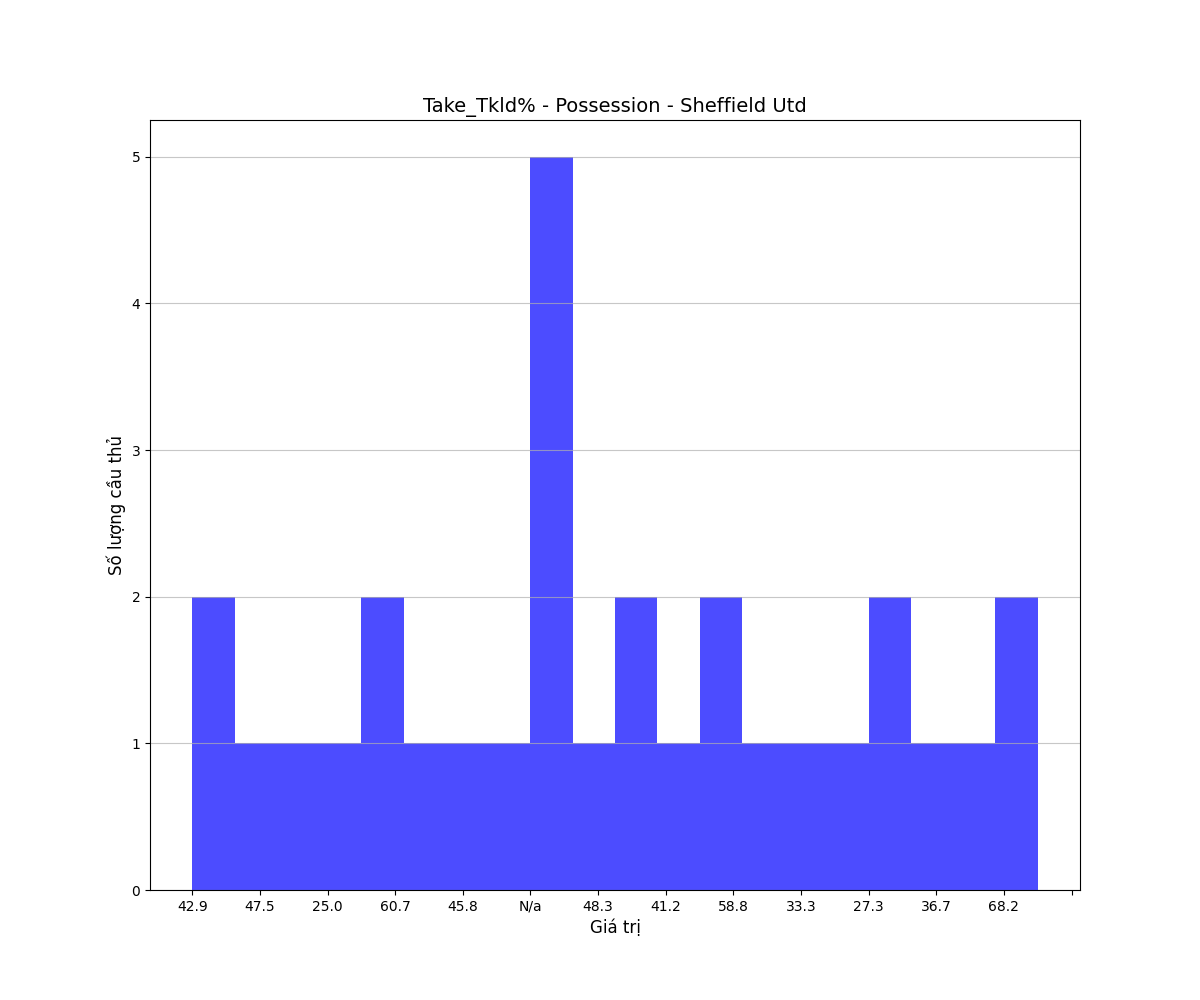 Take_Tkld% - Possession - Sheffield Utd
Số lượng cầu thủ
5
4
3
2
1
0
42.9 47.5 25.0 60.7 45.8 N/a 48.3 41.2 58.8 33.3 27.3 36.7 68.2
Giá trị